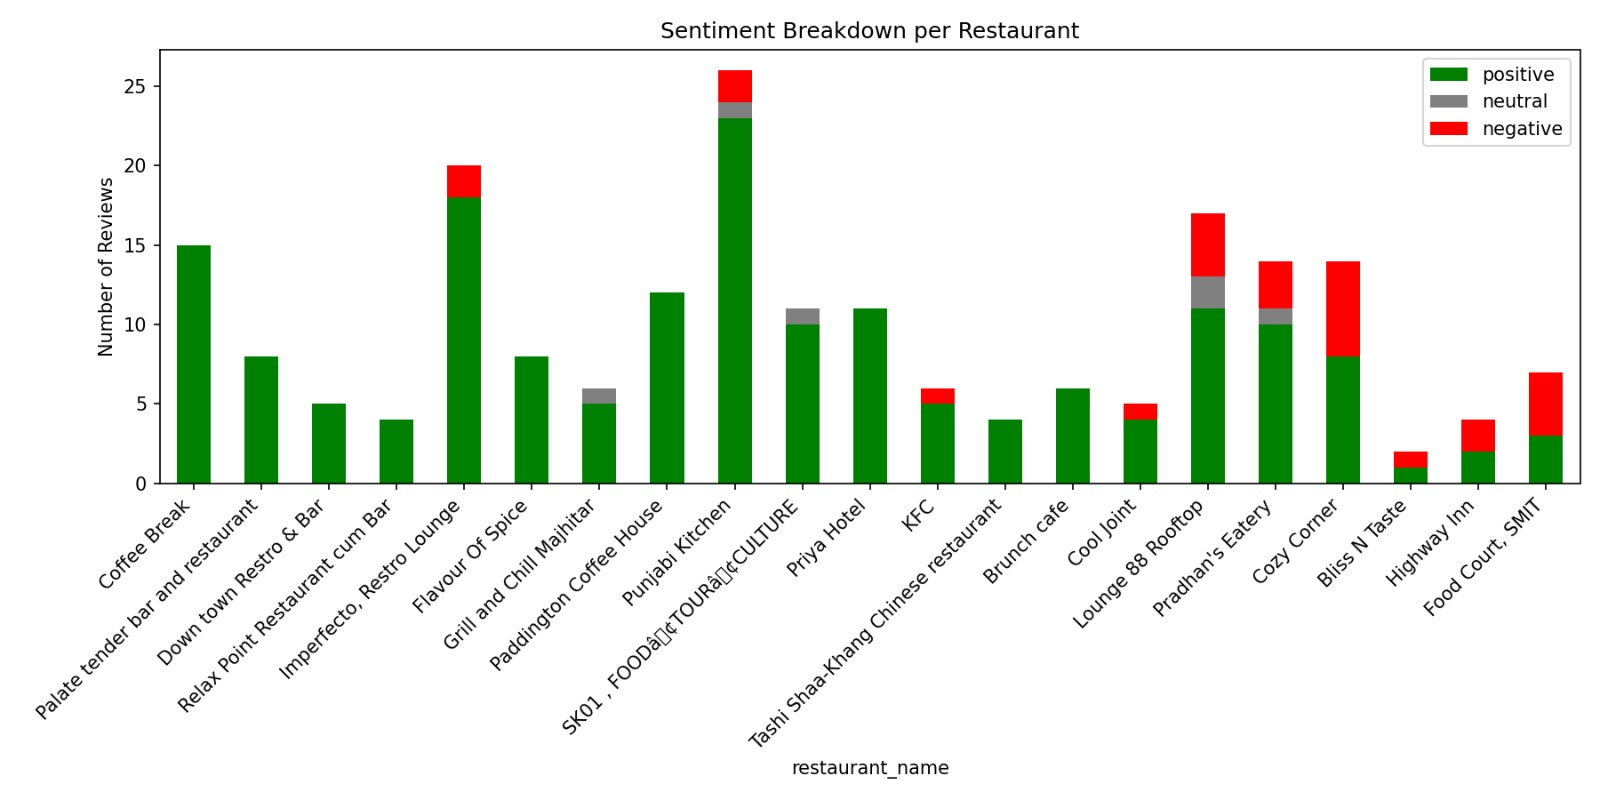 Sentiment Breakdown per Restaurant
positive
neutral
negative
Number of Reviews
25
20
15
10
5
0
Coffee Break
Palate tender bar and restaurant
Down town Restro & Bar
Relax Point Restaurant cum Bar
Imperfecto, Restro Lounge
Flavour Of Spice
Grill and Chill Majhitar
Paddington Coffee House
Punjabi Kitchen
SK01 , FOODâ▯¢TOURâ▯¢CULTURE
Priya Hotel
KFC
Tashi Shaa-Khang Chinese restaurant
Brunch cafe
Cool Joint
Lounge 88 Rooftop
Pradhan's Eatery
Cozy Corner
Bliss N Taste
Highway Inn
Food Court, SMIT
restaurant_name